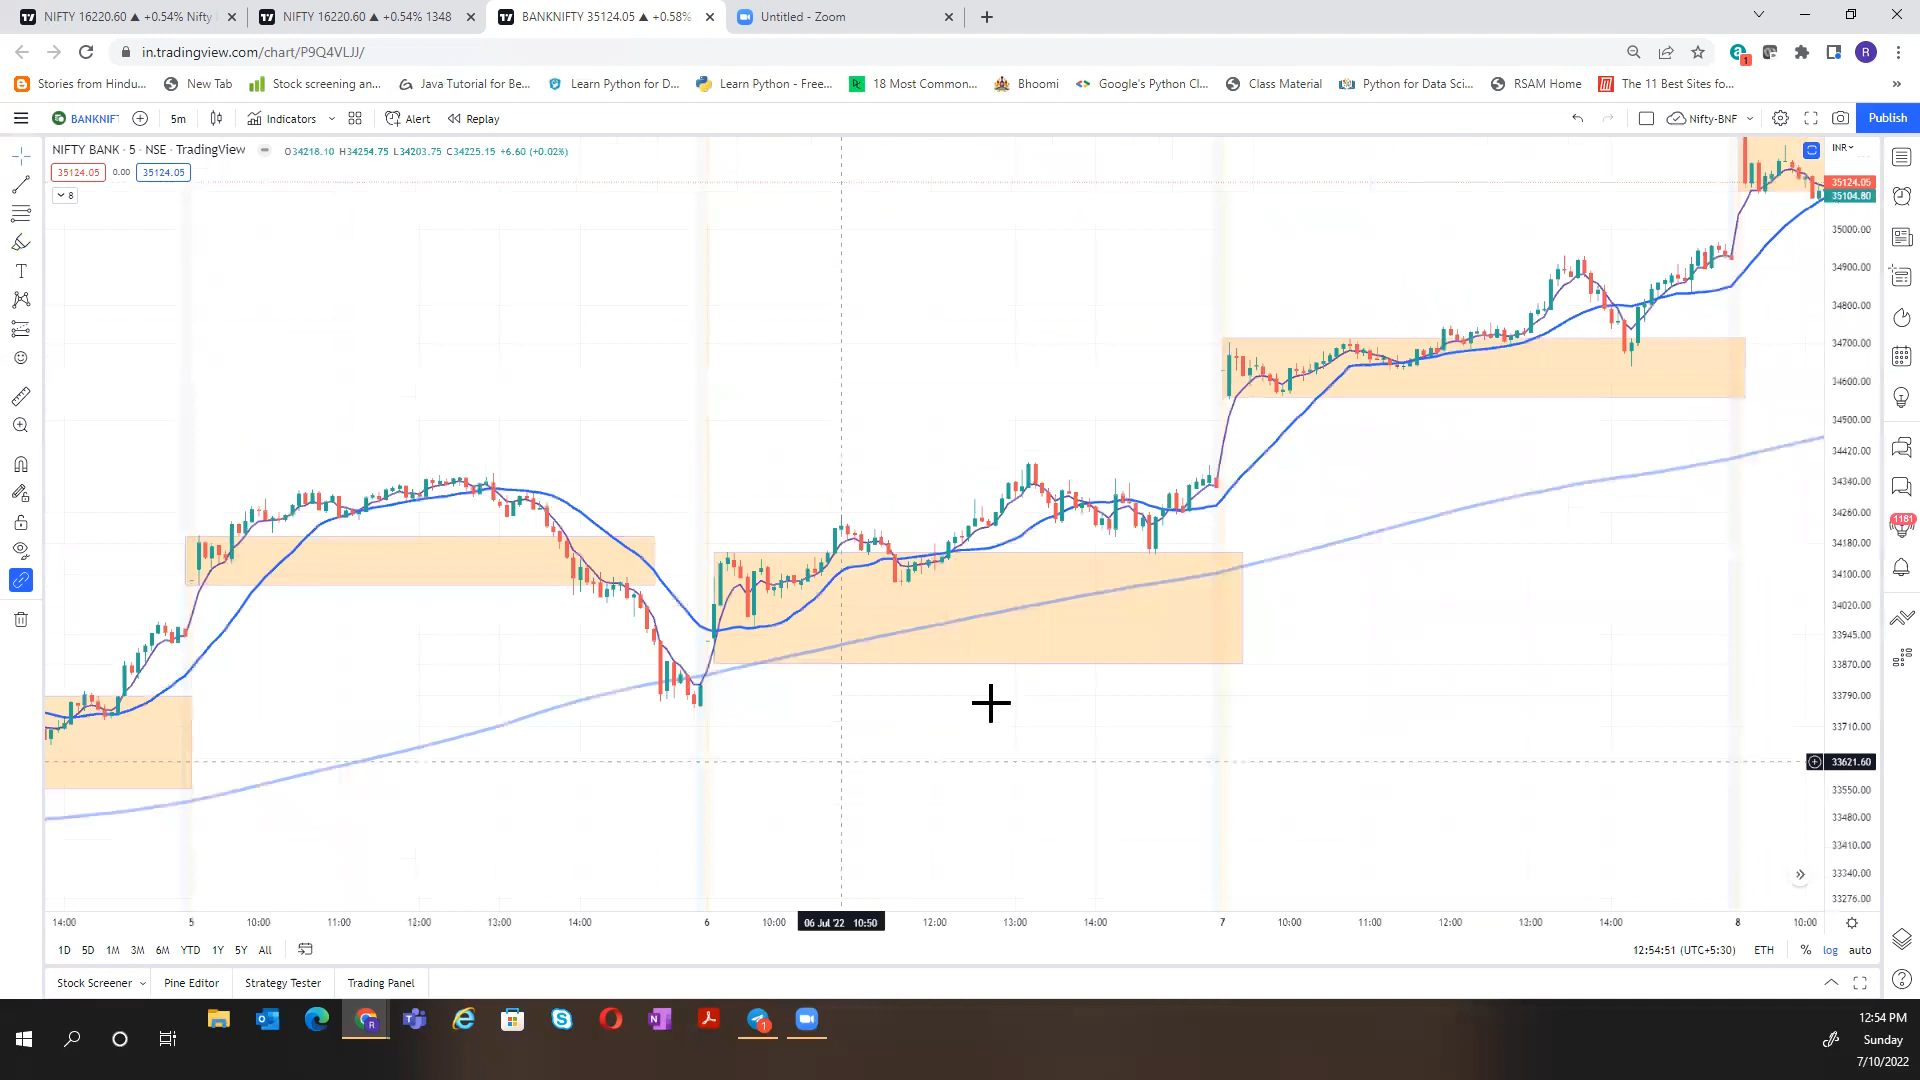 NIFTY 16220.60 ▲ +0.54% Nifty
NIFTY 16220.60 ▲ +0.54% 1348
BANKNIFTY 35124.05 ▲ +0.58%
Untitled - Zoom
in.tradingview.com/chart/P9Q4VLJJ/
1
R
Stories from Hindu...
New Tab
Stock screening an...
Java Tutorial for Be...
Learn Python for D...
Learn Python - Free...
18 Most Common...
Bhoomi
Google's Python Cl...
Class Material
Python for Data Sci...
RSAM Home
The 11 Best Sites fo...
BANKNIFT
5m
Indicators
Alert
Replay
Nifty-BNF
Publish
NIFTY BANK · 5 · NSE · TradingView
O34218.10 H34254.75 L34203.75 C34225.15 +6.60 (+0.02%)
INR
35124.05
0.00
35124.05
8
35124.05
35104.80
35000.00
34900.00
34800.00
34700.00
34600.00
34500.00
34420.00
34340.00
34260.00
34180.00
34100.00
34020.00
33945.00
33870.00
33790.00
33710.00
33621.60
33550.00
33480.00
33410.00
33340.00
33276.00
1181
14:00
5
10:00
11:00
12:00
13:00
14:00
6
10:00
06 Jul '22 10:50
12:00
13:00
14:00
7
10:00
11:00
12:00
13:00
14:00
8
10:00
1D
5D
1M
3M
6M
YTD
1Y
5Y
All
12:54:51 (UTC+5:30)
ETH
%
log
auto
Stock Screener
Pine Editor
Strategy Tester
Trading Panel
1
12:54 PM
Sunday
7/10/2022